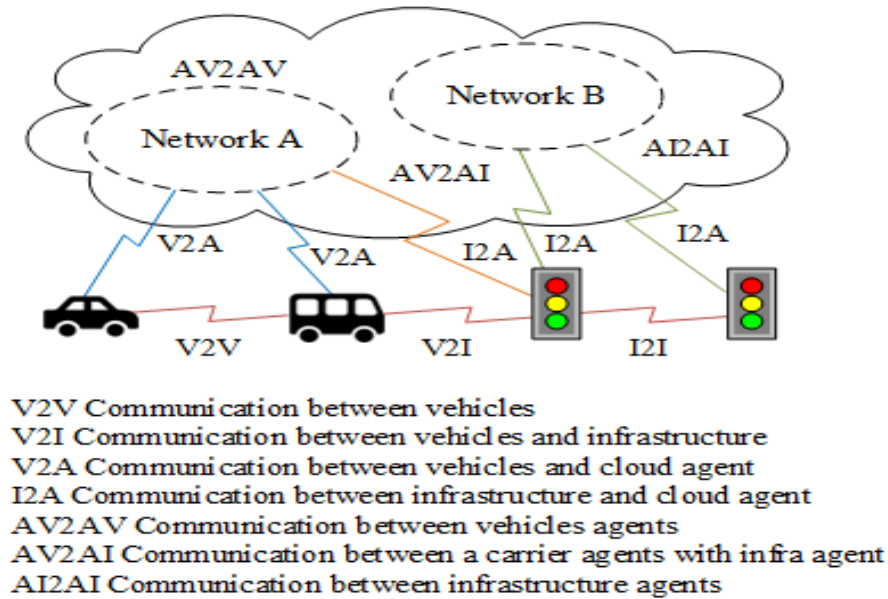 AV2AV
Network B
Network A
AI2AI
AV2AI
V2A
V2A
I2A
I2A
I2A
V2V
V2I
I2I
V2V Communication between vehicles
V2I Communication between vehicles and infrastructure
V2A Communication between vehicles and cloud agent
I2A Communication between infrastructure and cloud agent
AV2AV Communication between vehicles agents
AV2AI Communication between a carrier agents with infra agent
AI2AI Communication between infrastructure agents